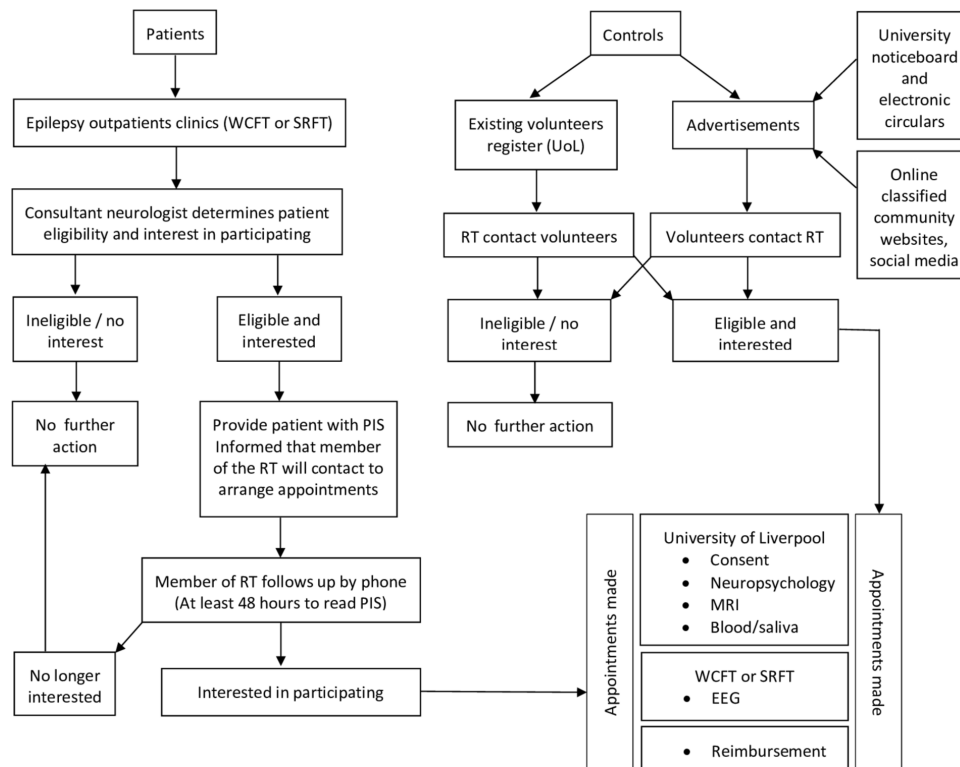 Patients
Epilepsy outpatients clinics (WCFT or SRFT)
Consultant neurologist determines patient
eligibility and interest in participating
Ineligible / no
interest
Eligible and
interested
No further
action
Provide patient with PIS
Informed that member
of the RT will contact to
arrange appointments
Member of RT follows up by phone
(At least 48 hours to read PIS)
No longer
interested
Interested in participating
Controls
University
noticeboard
and
electronic
circulars
Existing volunteers
register (UoL)
Advertisements
Online
classified
community
websites,
social media
RT contact volunteers
Volunteers contact RT
Ineligible / no
interest
Eligible and
interested
No further action
Appointments made
University of Liverpool
• Consent
• Neuropsychology
• MRI
• Blood/saliva
WCFT or SRFT
• EEG
• Reimbursement
Appointments made